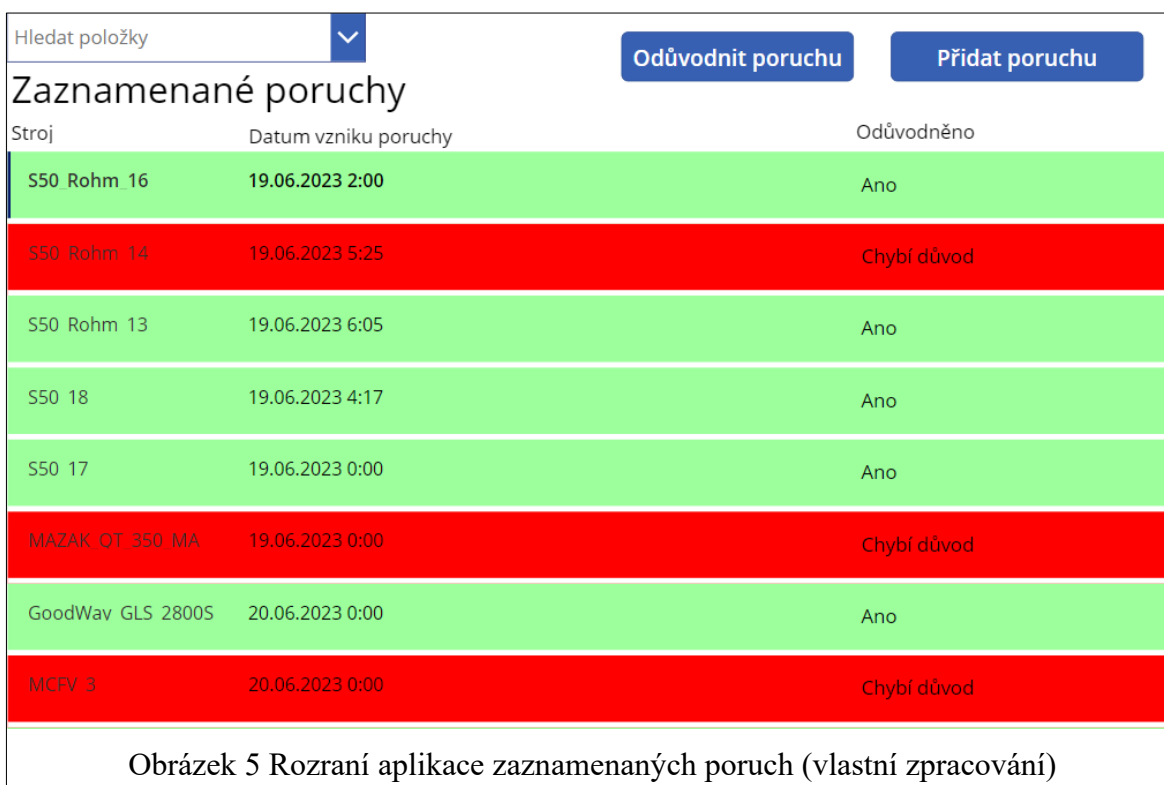 Hledat položky
Odůvodnit poruchu Přidat poruchu
Zaznamenané poruchy
Stroj Datum vzniku poruchy Odůvodněno
S50_Rohm_16 19.06.2023 2:00 Ano
S50_Rohm_14 19.06.2023 5:25 Chybí důvod
S50_Rohm_13 19.06.2023 6:05 Ano
S50_18 19.06.2023 4:17 Ano
S50_17 19.06.2023 0:00 Ano
MAZAK_QT_350_MA 19.06.2023 0:00 Chybí důvod
GoodWay_GLS_2800S 20.06.2023 0:00 Ano
MCFV_3 20.06.2023 0:00 Chybí důvod
Obrázek 5 Rozraní aplikace zaznamenaných poruch (vlastní zpracování)